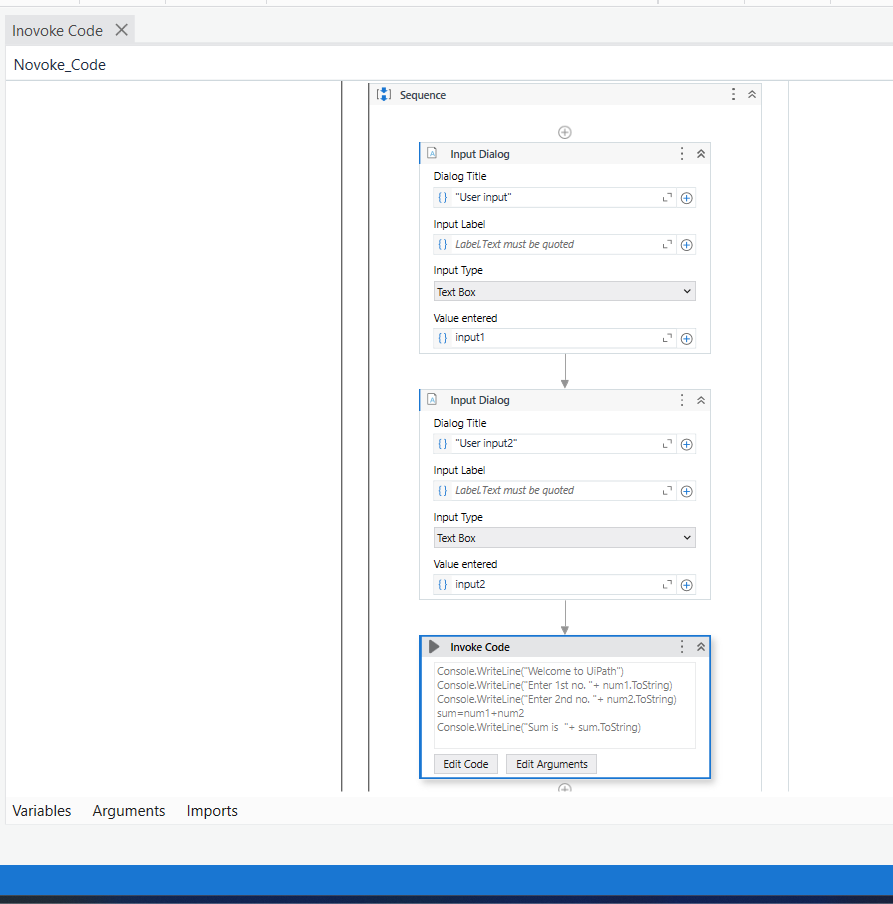 Inovoke Code
Novoke_Code
Sequence
Input Dialog
Dialog Title
"User input"
Input Label
Label.Text must be quoted
Input Type
Text Box
Value entered
input1
Input Dialog
Dialog Title
"User input2"
Input Label
Label.Text must be quoted
Input Type
Text Box
Value entered
input2
Invoke Code
Console.WriteLine("Welcome to UiPath")
Console.WriteLine("Enter 1st no. "+ num1.ToString)
Console.WriteLine("Enter 2nd no. "+ num2.ToString)
sum=num1+num2
Console.WriteLine("Sum is  "+ sum.ToString)
Edit Code Edit Arguments
Variables Arguments Imports